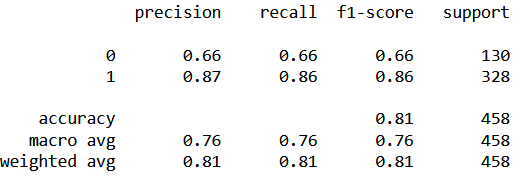 precision recall f1-score support
0 0.66 0.66 0.66 130
1 0.87 0.86 0.86 328
accuracy 0.81 458
macro avg 0.76 0.76 0.76 458
weighted avg 0.81 0.81 0.81 458